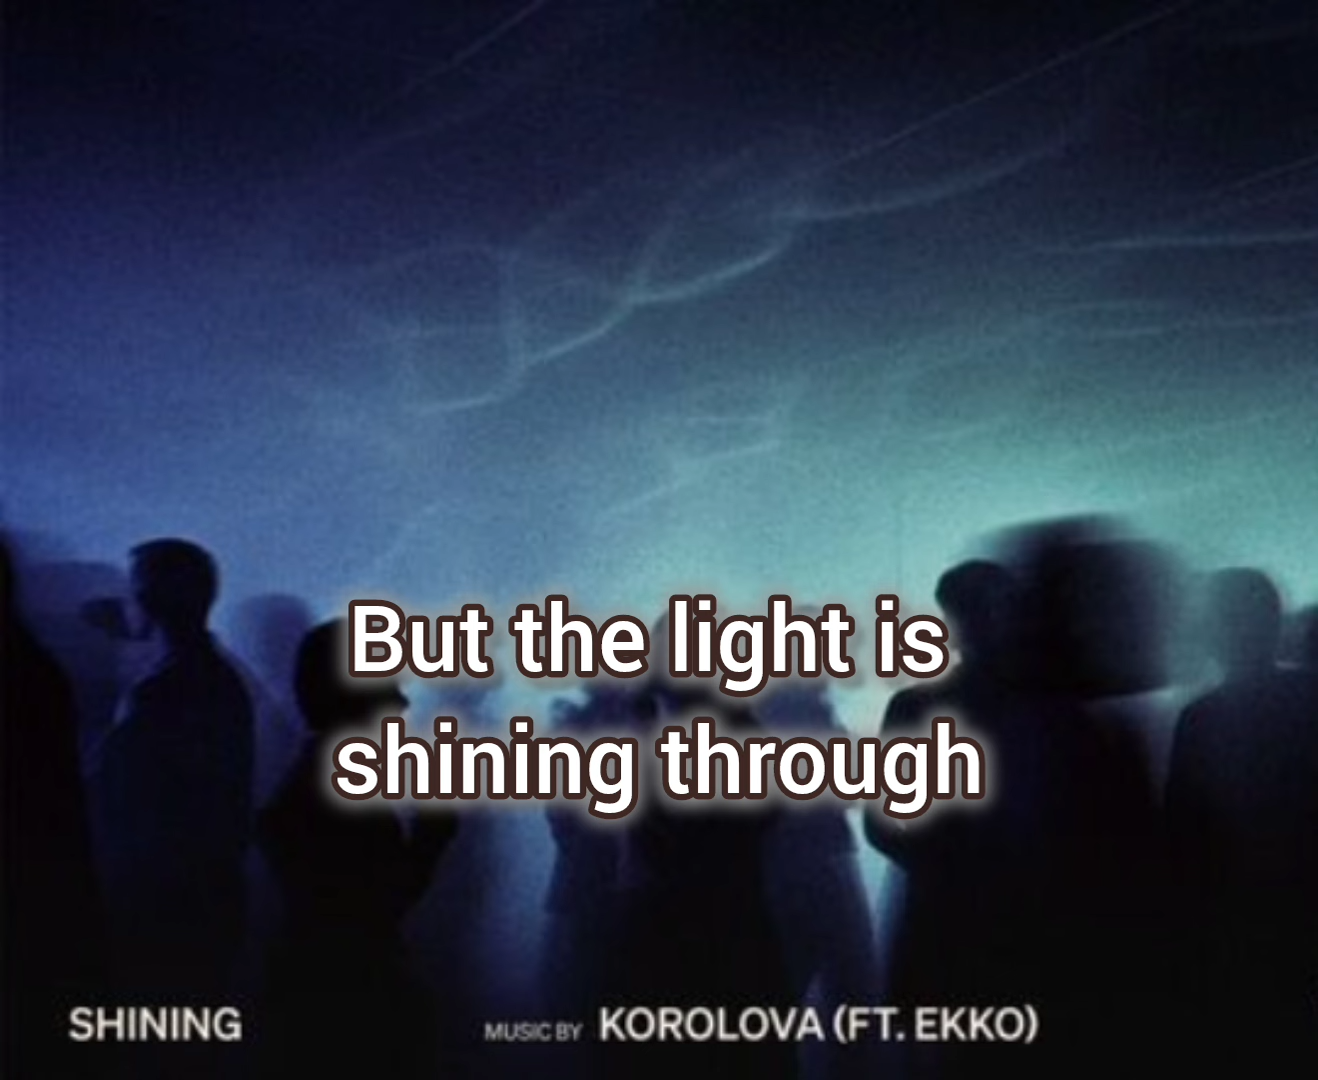 But the light is
shining through
SHINING
MUSIC BY KOROLOVA (FT. EKKO)